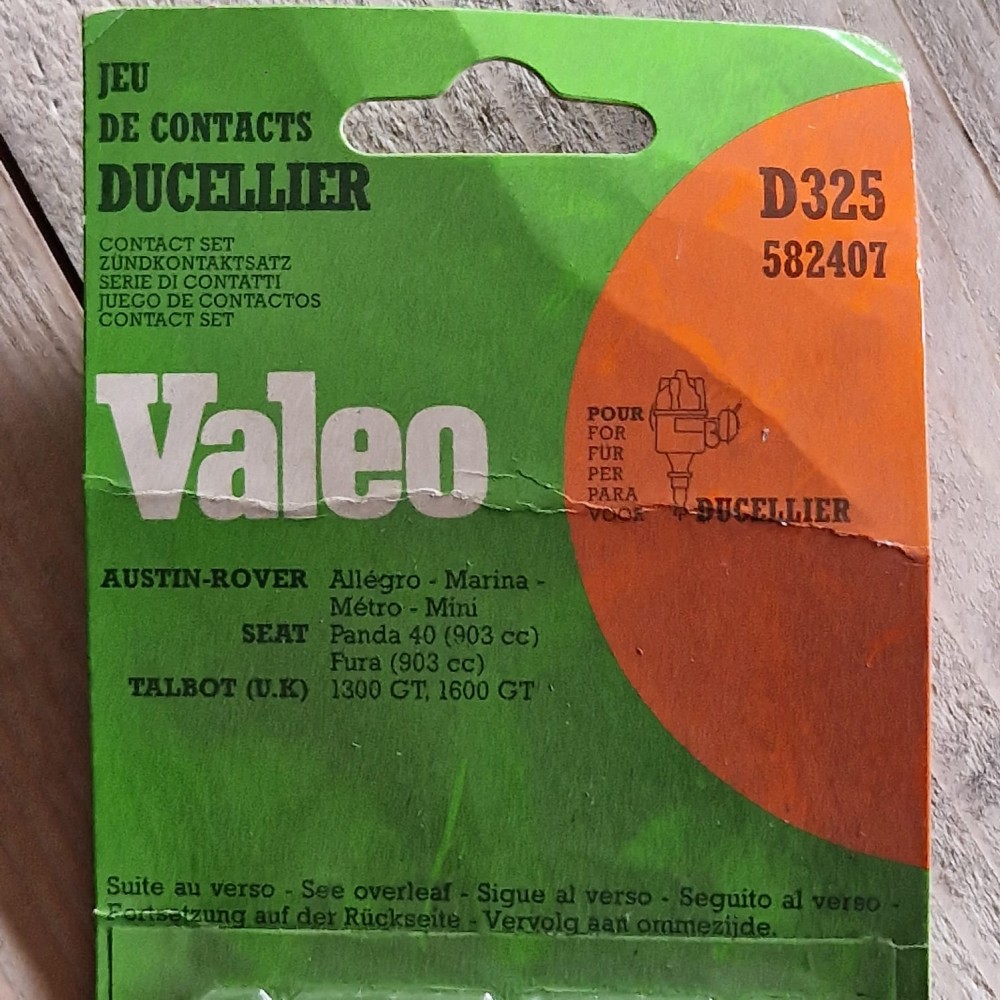 JEU
DE CONTACTS
DUCELLIER
CONTACT SET
ZÜNDKONTAKTSATZ
SERIE DI CONTATTI
JUEGO DE CONTACTOS
CONTACT SET
D325
582407
Valeo
POUR
FOR
FÜR
PER
PARA
VOOR
DUCELLIER
AUSTIN-ROVER Allégro - Marina -
Métro - Mini
SEAT Panda 40 (903 cc)
Fura (903 cc)
TALBOT (U.K) 1300 GT, 1600 GT
Suite au verso - See overleaf - Sigue al verso - Seguito al verso -
Fortsetzung auf der Rückseite - Vervolg aan ommezijde.